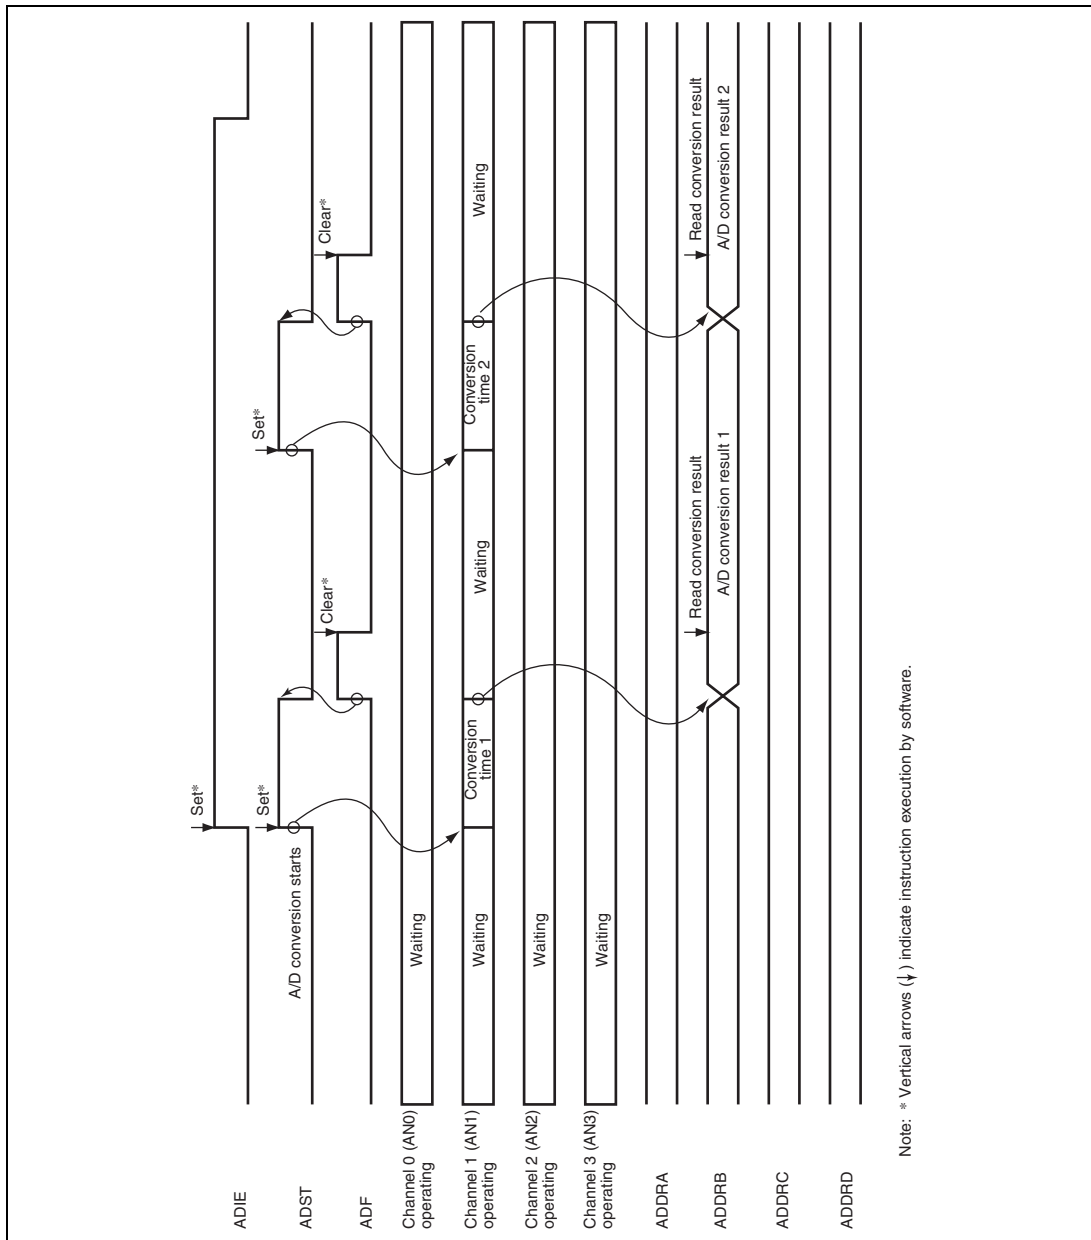 ADIE
Set*
ADST
A/D conversion starts
Set*
Set*
ADF
Clear*
Clear*
Channel 0 (AN0)
operating
Waiting
Channel 1 (AN1)
operating
Waiting
Conversion
time 1
Waiting
Conversion
time 2
Waiting
Channel 2 (AN2)
operating
Waiting
Channel 3 (AN3)
operating
Waiting
ADDRA
ADDRB
Read conversion result
A/D conversion result 1
Read conversion result
A/D conversion result 2
ADDRC
ADDRD
Note: * Vertical arrows (↓) indicate instruction execution by software.